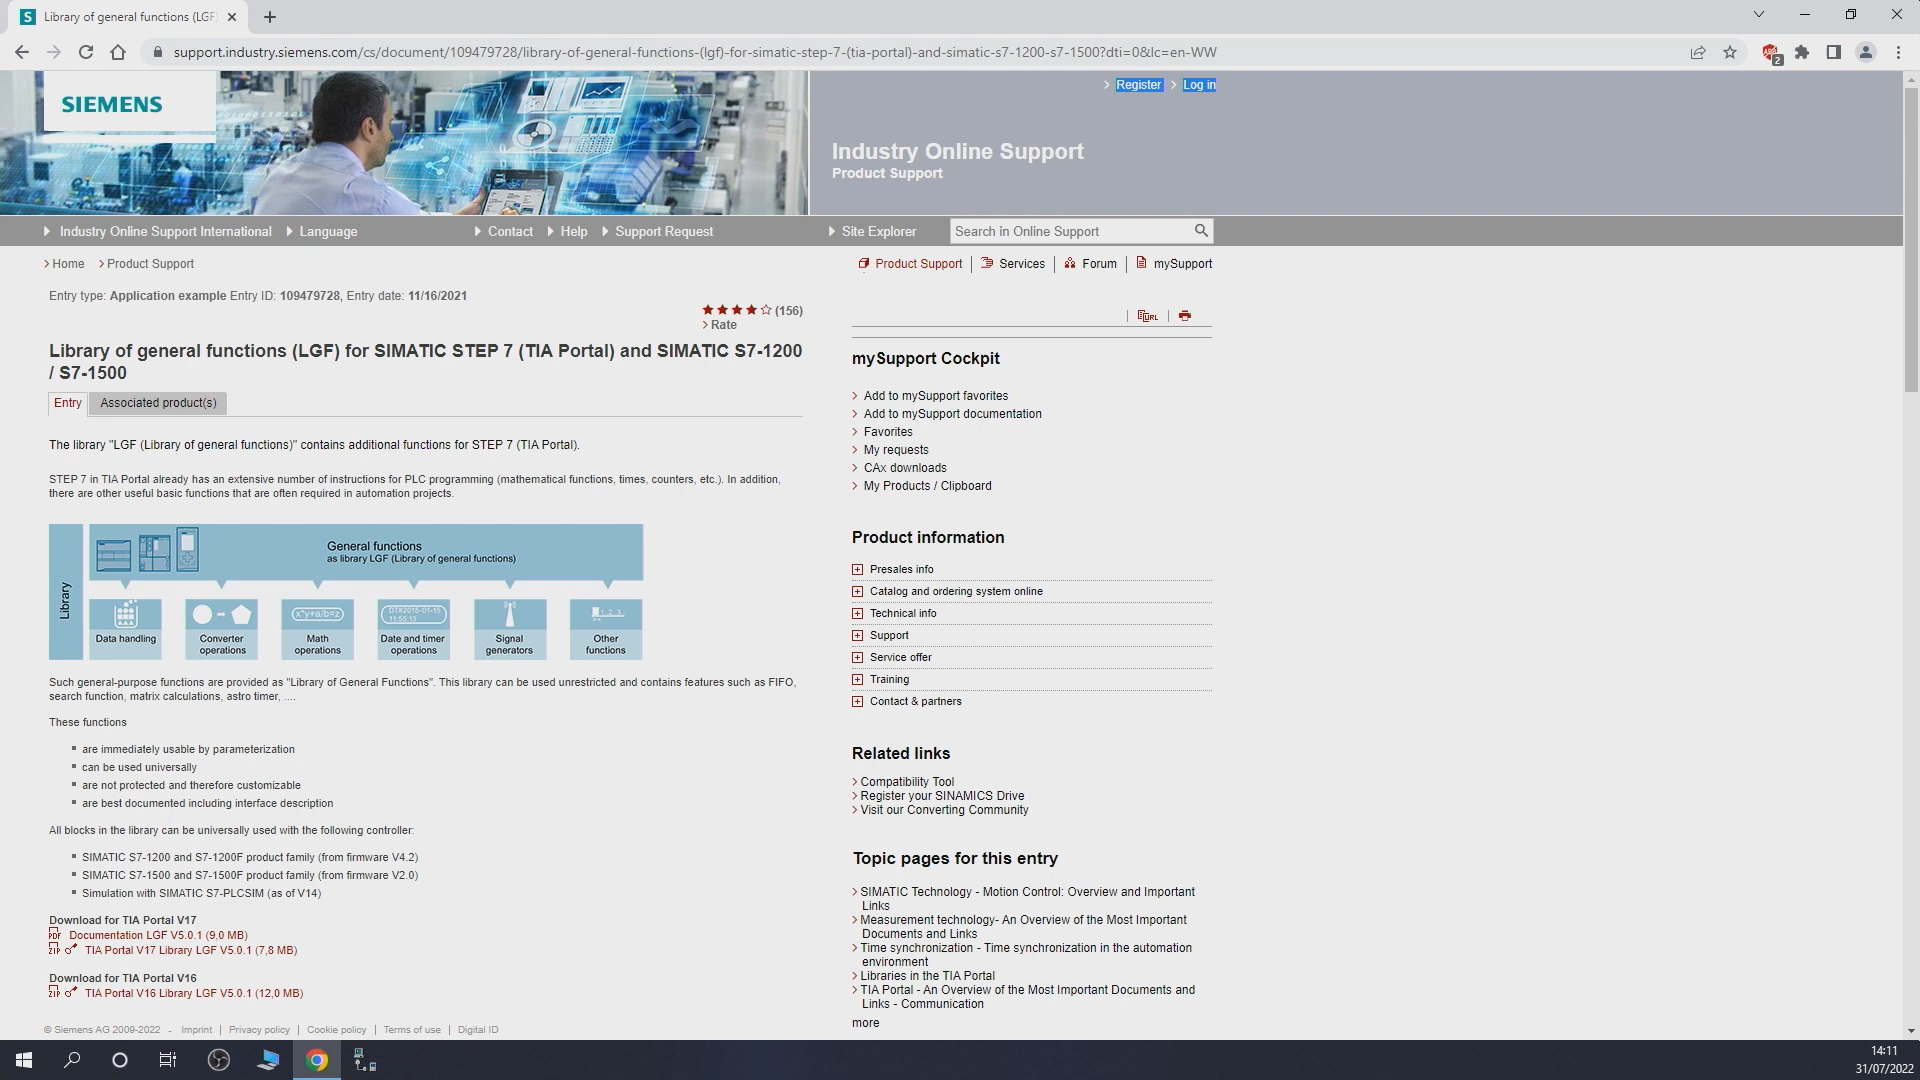 Library of general functions (LGF)
support.industry.siemens.com/cs/document/109479728/library-of-general-functions-(lgf)-for-simatic-step-7-(tia-portal)-and-simatic-s7-1200-s7-1500?dti=0&lc=en-WW
2
SIEMENS
Register Log in
Industry Online Support
Product Support
Industry Online Support International Language Contact Help Support Request Site Explorer Search in Online Support
Home Product Support
Product Support Services Forum mySupport
Entry type: Application example Entry ID: 109479728, Entry date: 11/16/2021
(156)
Rate
URL
Library of general functions (LGF) for SIMATIC STEP 7 (TIA Portal) and SIMATIC S7-1200
/ S7-1500
Entry Associated product(s)
The library "LGF (Library of general functions)" contains additional functions for STEP 7 (TIA Portal).
STEP 7 in TIA Portal already has an extensive number of instructions for PLC programming (mathematical functions, times, counters, etc.). In addition,
there are other useful basic functions that are often required in automation projects.
Library
General functions
as library LGF (Library of general functions)
x*y+a/b=z
DT#2015-01-15
11:55:13
1, 2, 3,
Data handling
Converter
operations
Math
operations
Date and timer
operations
Signal
generators
Other
functions
Such general-purpose functions are provided as "Library of General Functions". This library can be used unrestricted and contains features such as FIFO,
search function, matrix calculations, astro timer, ....
These functions
are immediately usable by parameterization
can be used universally
are not protected and therefore customizable
are best documented including interface description
All blocks in the library can be universally used with the following controller:
SIMATIC S7-1200 and S7-1200F product family (from firmware V4.2)
SIMATIC S7-1500 and S7-1500F product family (from firmware V2.0)
Simulation with SIMATIC S7-PLCSIM (as of V14)
Download for TIA Portal V17
PDF Documentation LGF V5.0.1 (9,0 MB)
ZIP TIA Portal V17 Library LGF V5.0.1 (7,8 MB)
Download for TIA Portal V16
ZIP TIA Portal V16 Library LGF V5.0.1 (12,0 MB)
mySupport Cockpit
Add to mySupport favorites
Add to mySupport documentation
Favorites
My requests
CAx downloads
My Products / Clipboard
Product information
Presales info
Catalog and ordering system online
Technical info
Support
Service offer
Training
Contact & partners
Related links
Compatibility Tool
Register your SINAMICS Drive
Visit our Converting Community
Topic pages for this entry
SIMATIC Technology - Motion Control: Overview and Important
Links
Measurement technology- An Overview of the Most Important
Documents and Links
Time synchronization - Time synchronization in the automation
environment
Libraries in the TIA Portal
TIA Portal - An Overview of the Most Important Documents and
Links - Communication
more
© Siemens AG 2009-2022 - Imprint | Privacy policy | Cookie policy | Terms of use | Digital ID
14:11
31/07/2022